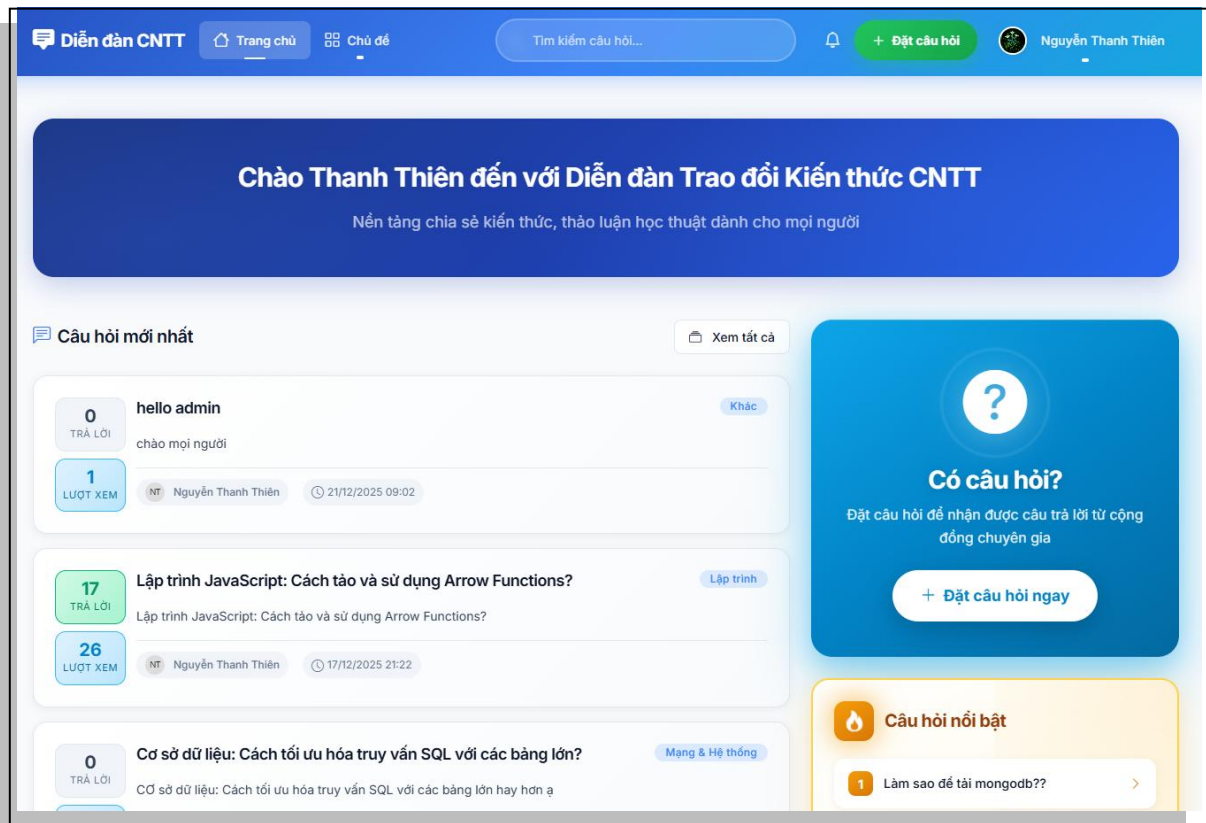 Diễn đàn CNTT
Trang chủ
Chủ đề
Tìm kiếm câu hỏi...
+ Đặt câu hỏi
Nguyễn Thanh Thiên
Chào Thanh Thiên đến với Diễn đàn Trao đổi Kiến thức CNTT
Nền tảng chia sẻ kiến thức, thảo luận học thuật dành cho mọi người
Câu hỏi mới nhất
Xem tất cả
0
TRẢ LỜI
hello admin
Khác
chào mọi người
1
LƯỢT XEM
NT Nguyễn Thanh Thiên
21/12/2025 09:02
17
TRẢ LỜI
Lập trình JavaScript: Cách tảo và sử dụng Arrow Functions?
Lập trình
Lập trình JavaScript: Cách tảo và sử dụng Arrow Functions?
26
LƯỢT XEM
NT Nguyễn Thanh Thiên
17/12/2025 21:22
0
TRẢ LỜI
Cơ sở dữ liệu: Cách tối ưu hóa truy vấn SQL với các bảng lớn?
Mạng & Hệ thống
CƠ sở dữ liệu: Cách tối ưu hóa truy vấn SQL với các bảng lớn hay hơn ạ
?
Có câu hỏi?
Đặt câu hỏi để nhận được câu trả lời từ cộng
đồng chuyên gia
+ Đặt câu hỏi ngay
Câu hỏi nổi bật
1 Làm sao để tải mongodb??